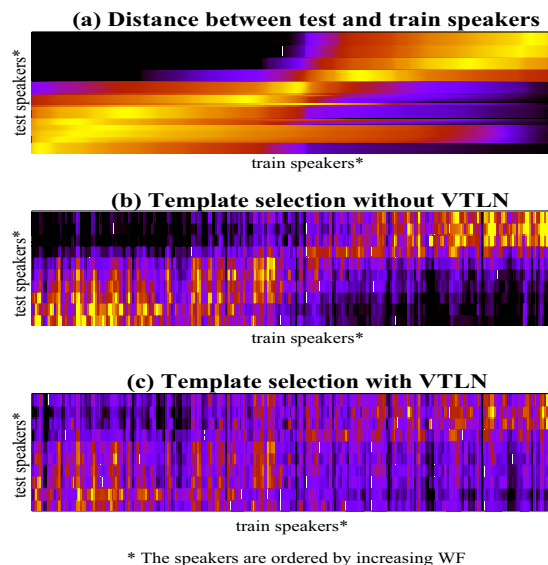 (a) Distance between test and train speakers
test speakers*
train speakers*
(b) Template selection without VTLN
test speakers*
train speakers*
(c) Template selection with VTLN
test speakers*
train speakers*
* The speakers are ordered by increasing WF